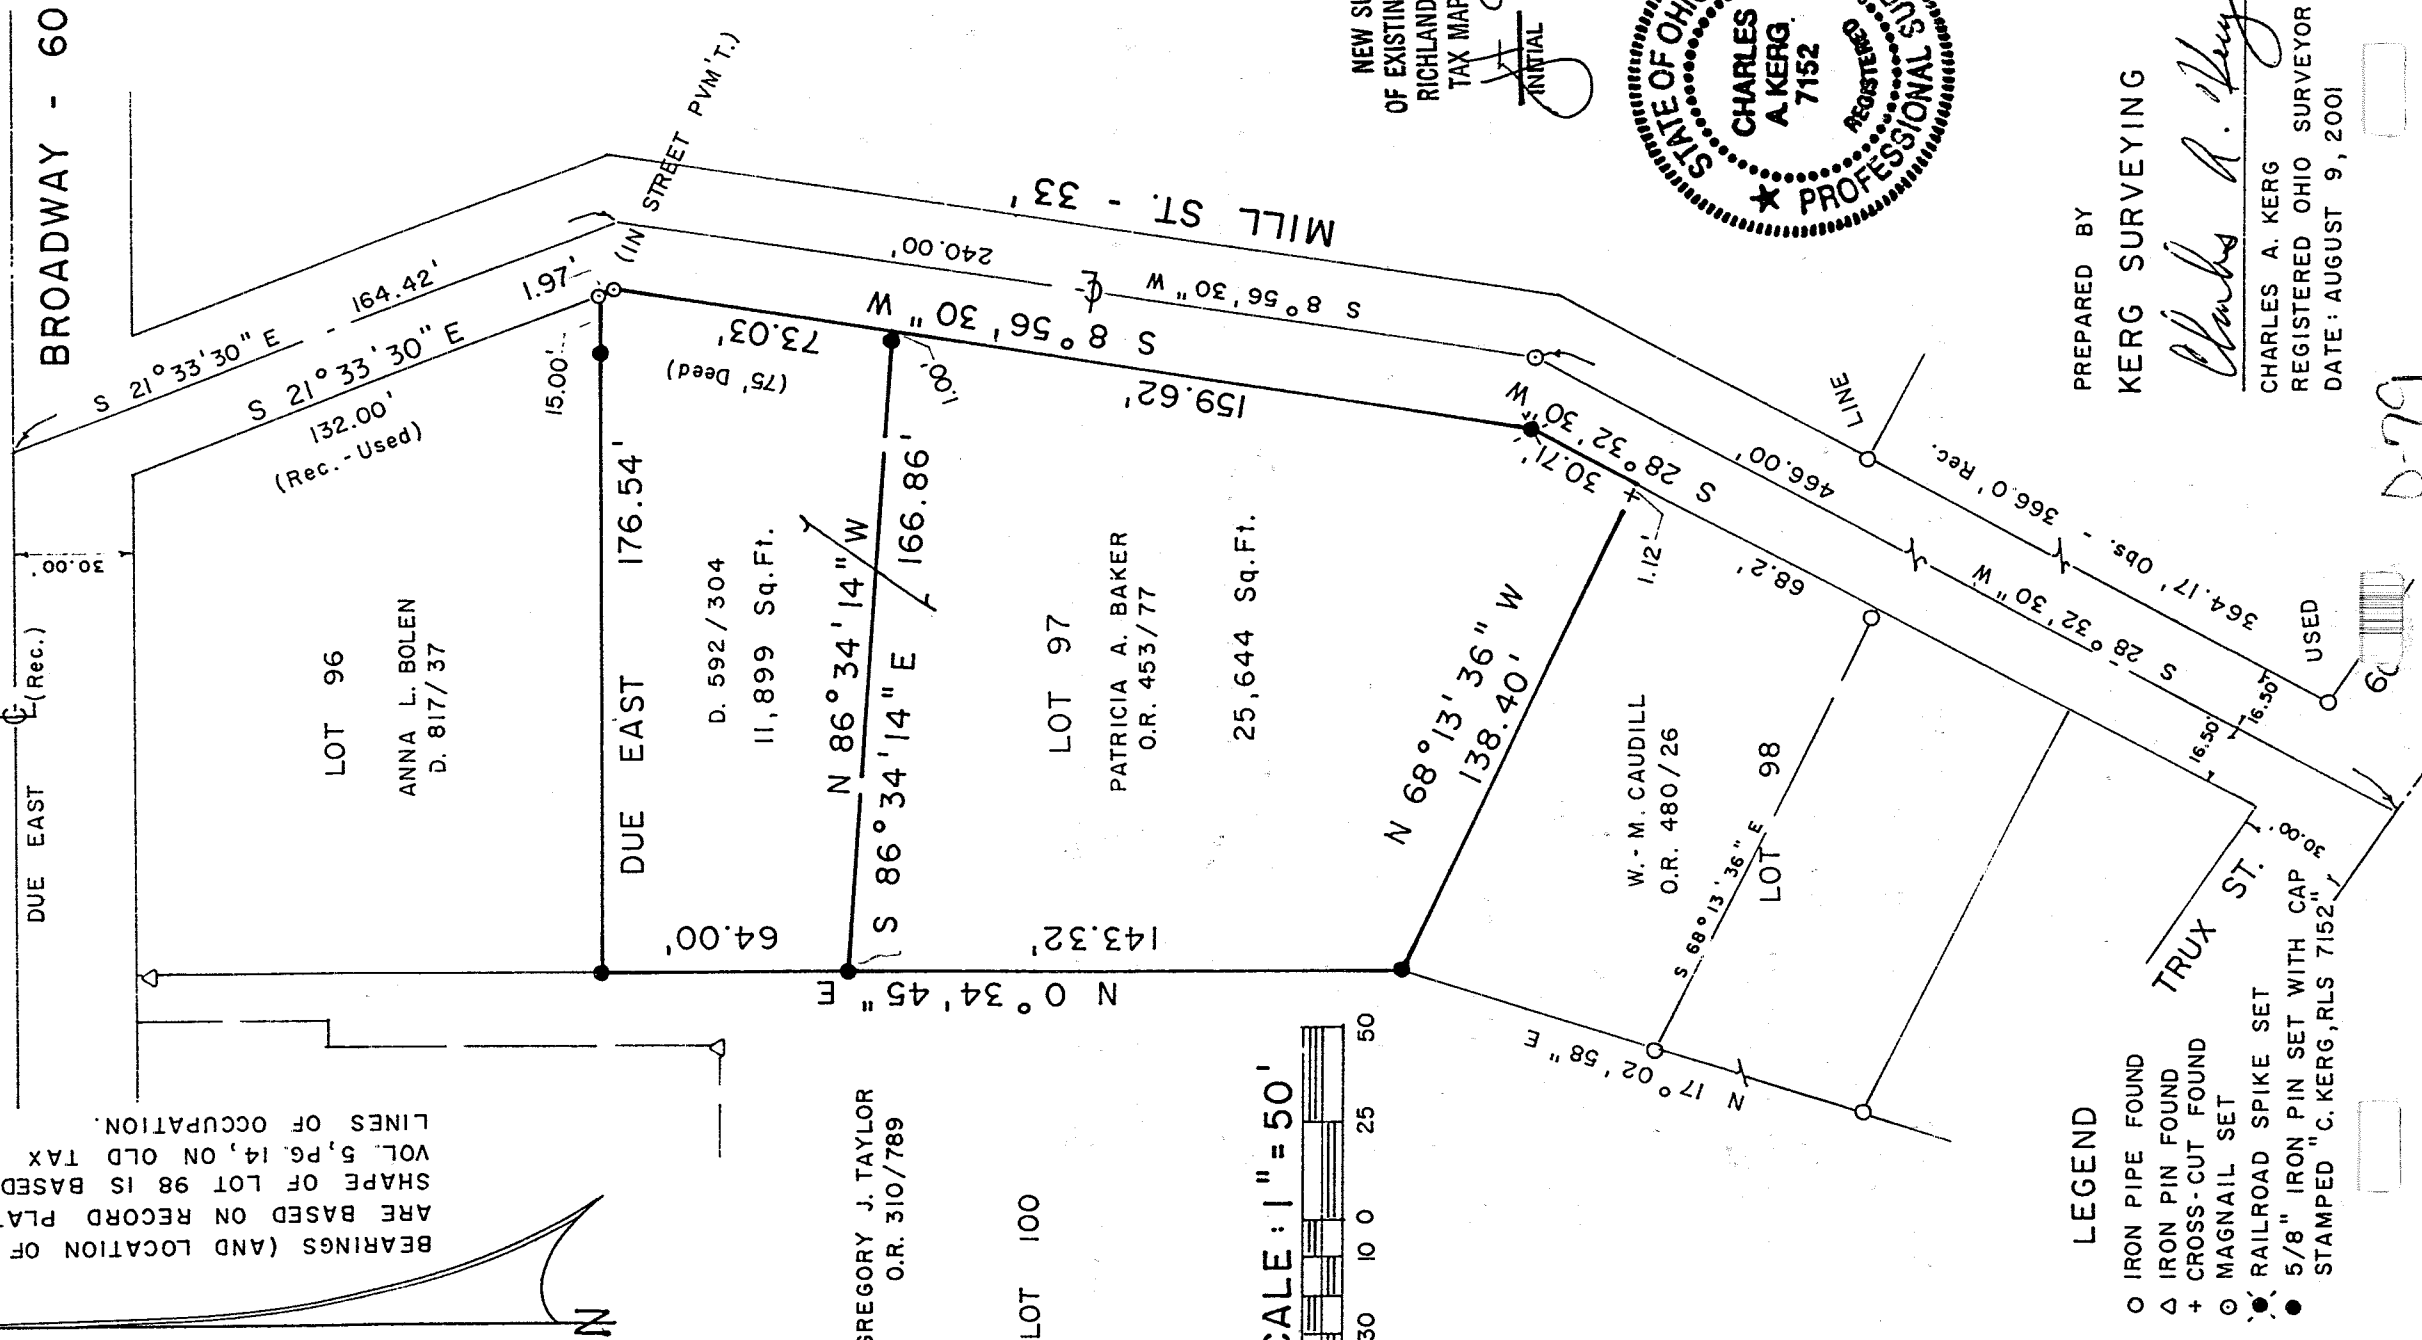 BROADWAY - 60
DUE EAST
(Rec.)
30.00'
S 21° 33' 30" E - 164.42'
S 21° 33' 30" E
132.00'
(Rec. - Used)
1.97'
(IN STREET PVM'T.)
15.00'
LOT 96
ANNA L. BOLEN
D. 817/37
DUE EAST 176.54'
D. 592/304
11,899 Sq. Ft.
73.03'
(75' Deed)
S 8° 56' 30" W
240.00'
℄
S 8° 56' 30" W
MILL ST. - 33'
N 86° 34' 14" W
S 86° 34' 14" E 166.86'
1.00'
159.62'
LOT 97
PATRICIA A. BAKER
O.R. 453/77
25,644 Sq. Ft.
64.00'
143.32'
N 0° 34' 45" E
N 68° 13' 36" W
138.40'
30.71'
S 28° 32' 30" W
1.12'
68.2'
466.00'
S 28° 32' 30" W
LINE
364.17' Obs. - 366.0' Rec.
USED
16.50'
16.50'
W. - M. CAUDILL
O.R. 480/26
S 68° 13' 36" E
LOT 98
N 17° 02' 58" E
TRUX ST.
30.00'
BEARINGS (AND LOCATION OF
ARE BASED ON RECORD PLAT
SHAPE OF LOT 98 IS BASED
VOL. 5, PG. 14, ON OLD TAX
LINES OF OCCUPATION.
N
GREGORY J. TAYLOR
O.R. 310/789
LOT 100
SCALE : 1" = 50'
30 10 0 25 50
LEGEND
○ IRON PIPE FOUND
△ IRON PIN FOUND
+ CROSS-CUT FOUND
⊙ MAGNAIL SET
RAILROAD SPIKE SET
● 5/8" IRON PIN SET WITH CAP
STAMPED "C. KERG, RLS 7152"
NEW SU
OF EXISTING
RICHLAND
TAX MAP
INITIAL
STATE OF OHIO
CHARLES
A. KERG
7152
REGISTERED
PROFESSIONAL SUR
PREPARED BY
KERG SURVEYING
Charles A. Kerg
CHARLES A. KERG
REGISTERED OHIO SURVEYOR
DATE : AUGUST 9, 2001